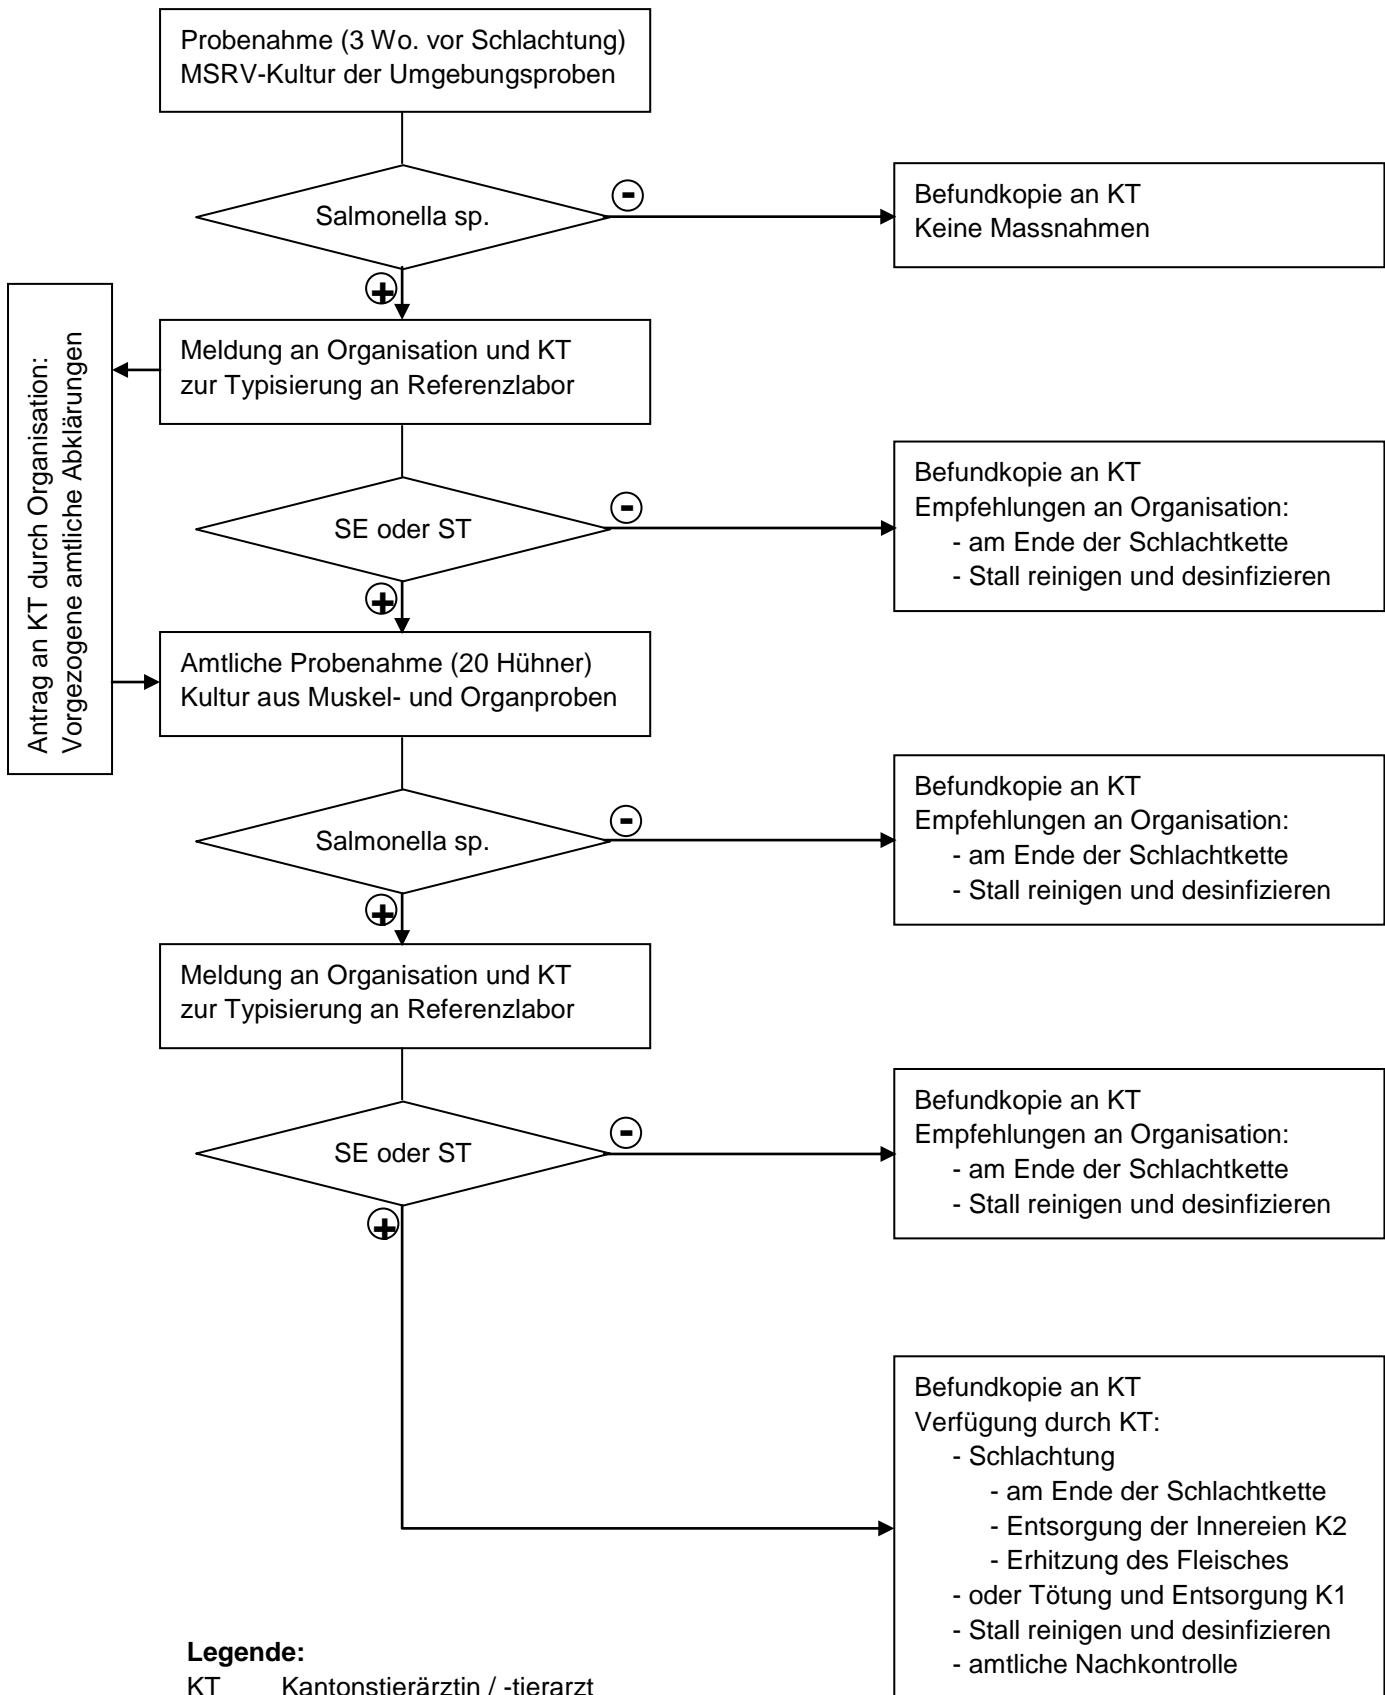 Probenahme (3 Wo. vor Schlachtung)
MSRV-Kultur der Umgebungsproben
Salmonella sp.
-
Befundkopie an KT
Keine Massnahmen
+
Antrag an KT durch Organisation:
Vorgezogene amtliche Abklärungen
Meldung an Organisation und KT
zur Typisierung an Referenzlabor
SE oder ST
-
Befundkopie an KT
Empfehlungen an Organisation:
- am Ende der Schlachtkette
- Stall reinigen und desinfizieren
+
Amtliche Probenahme (20 Hühner)
Kultur aus Muskel- und Organproben
Salmonella sp.
-
Befundkopie an KT
Empfehlungen an Organisation:
- am Ende der Schlachtkette
- Stall reinigen und desinfizieren
+
Meldung an Organisation und KT
zur Typisierung an Referenzlabor
SE oder ST
-
Befundkopie an KT
Empfehlungen an Organisation:
- am Ende der Schlachtkette
- Stall reinigen und desinfizieren
+
Befundkopie an KT
Verfügung durch KT:
- Schlachtung
- am Ende der Schlachtkette
- Entsorgung der Innereien K2
- Erhitzung des Fleisches
- oder Tötung und Entsorgung K1
- Stall reinigen und desinfizieren
- amtliche Nachkontrolle
Legende:
KT Kantonstierärztin / -tierarzt